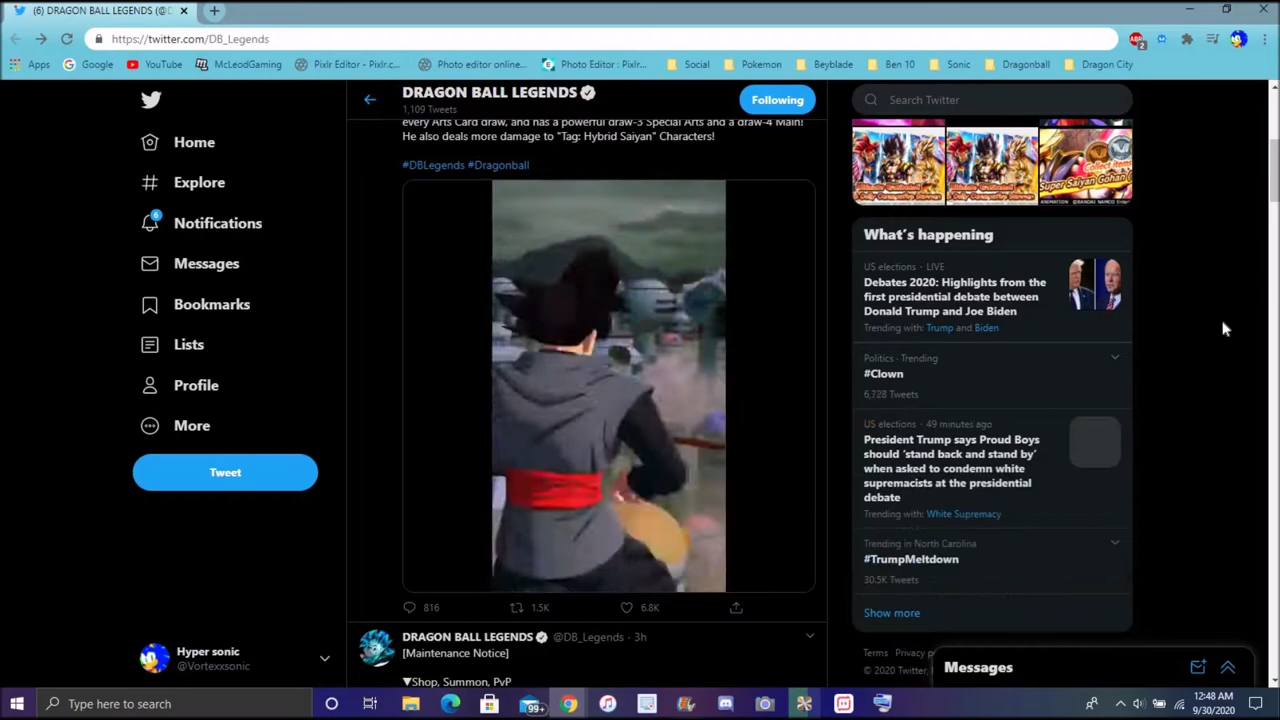 (6) DRAGON BALL LEGENDS (@D
https://twitter.com/DB_Legends
2
Apps
Google
YouTube
McLeodGaming
Pixlr Editor - Pixlr.c...
Photo editor online...
Photo Editor : Pixlr...
Social
Pokemon
Beyblade
Ben 10
Sonic
Dragonball
Dragon City
Home
Explore
6
Notifications
Messages
Bookmarks
Lists
Profile
More
Tweet
Hyper sonic
@Vortexxsonic
DRAGON BALL LEGENDS
1,109 Tweets
Following
every Arts Card draw, and has a powerful draw-3 Special Arts and a draw-4 Main!
He also deals more damage to "Tag: Hybrid Saiyan" Characters!
#DBLegends #Dragonball
816
1.5K
6.8K
DRAGON BALL LEGENDS @DB_Legends · 3h
[Maintenance Notice]
▼Shop, Summon, PvP
Search Twitter
Collect items
Super Saiyan Gohan
What's happening
US elections · LIVE
Debates 2020: Highlights from the
first presidential debate between
Donald Trump and Joe Biden
Trending with: Trump and Biden
Politics · Trending
#Clown
6,728 Tweets
US elections · 49 minutes ago
President Trump says Proud Boys
should 'stand back and stand by'
when asked to condemn white
supremacists at the presidential
debate
Trending with: White Supremacy
Trending in North Carolina
#TrumpMeltdown
30.5K Tweets
Show more
Terms Privacy p
© 2020 Twitter, In
Messages
Type here to search
99+
12:48 AM
9/30/2020